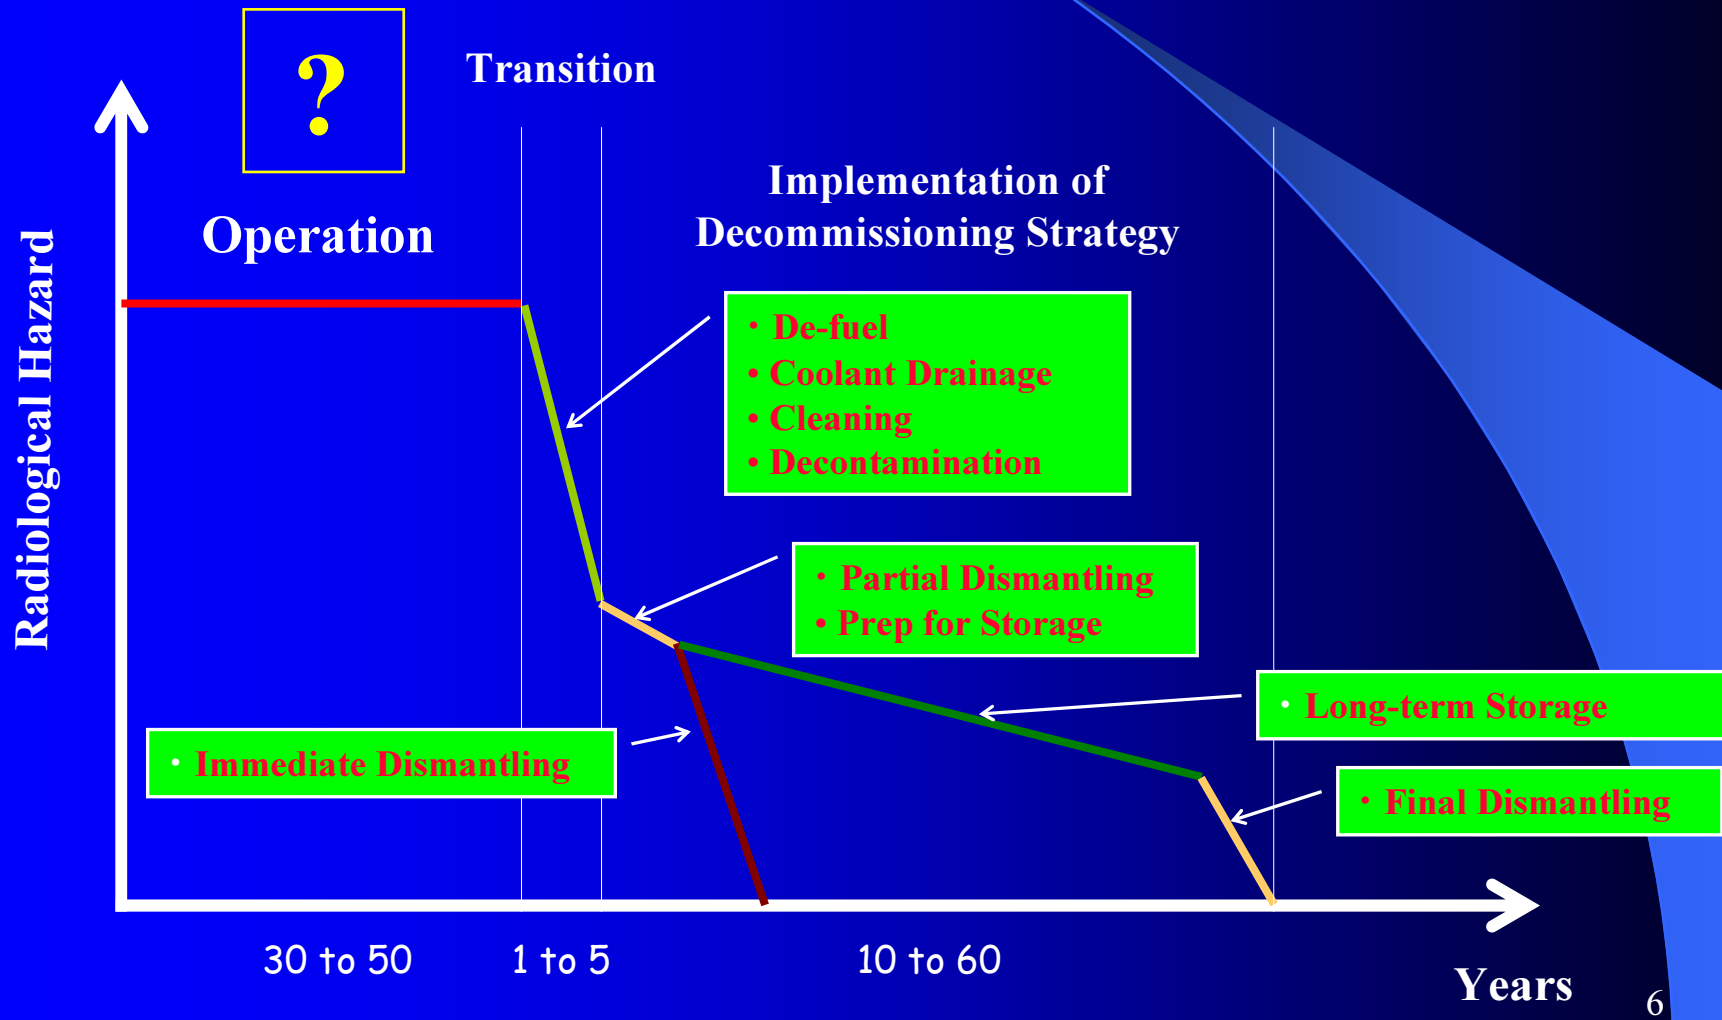 ?
Transition
Implementation of
Decommissioning Strategy
Operation
Radiological Hazard
• De-fuel
• Coolant Drainage
• Cleaning
• Decontamination
• Partial Dismantling
• Prep for Storage
• Long-term Storage
• Immediate Dismantling
• Final Dismantling
30 to 50
1 to 5
10 to 60
Years
6